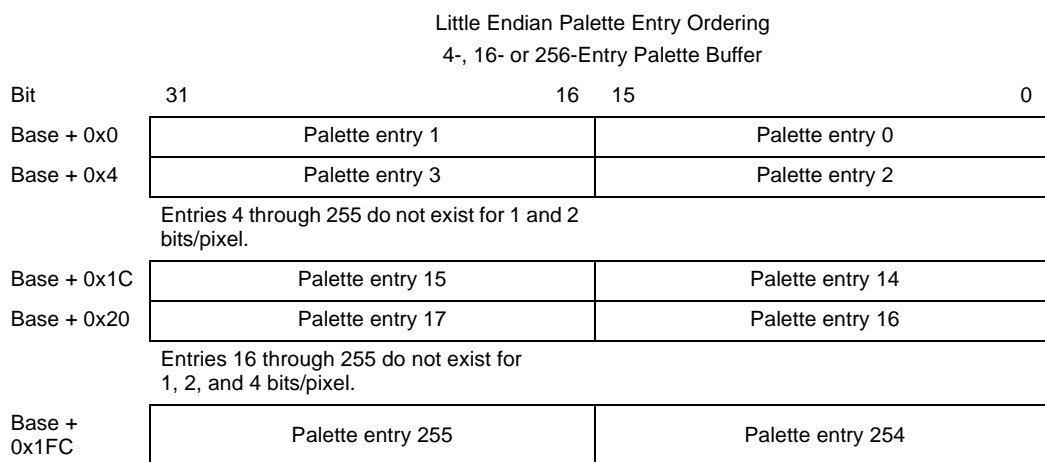 Little Endian Palette Entry Ordering
4-, 16- or 256-Entry Palette Buffer
Bit 31 16 15 0
Base + 0x0 Palette entry 1 Palette entry 0
Base + 0x4 Palette entry 3 Palette entry 2
Entries 4 through 255 do not exist for 1 and 2
bits/pixel.
Base + 0x1C Palette entry 15 Palette entry 14
Base + 0x20 Palette entry 17 Palette entry 16
Entries 16 through 255 do not exist for
1, 2, and 4 bits/pixel.
Base +
0x1FC Palette entry 255 Palette entry 254